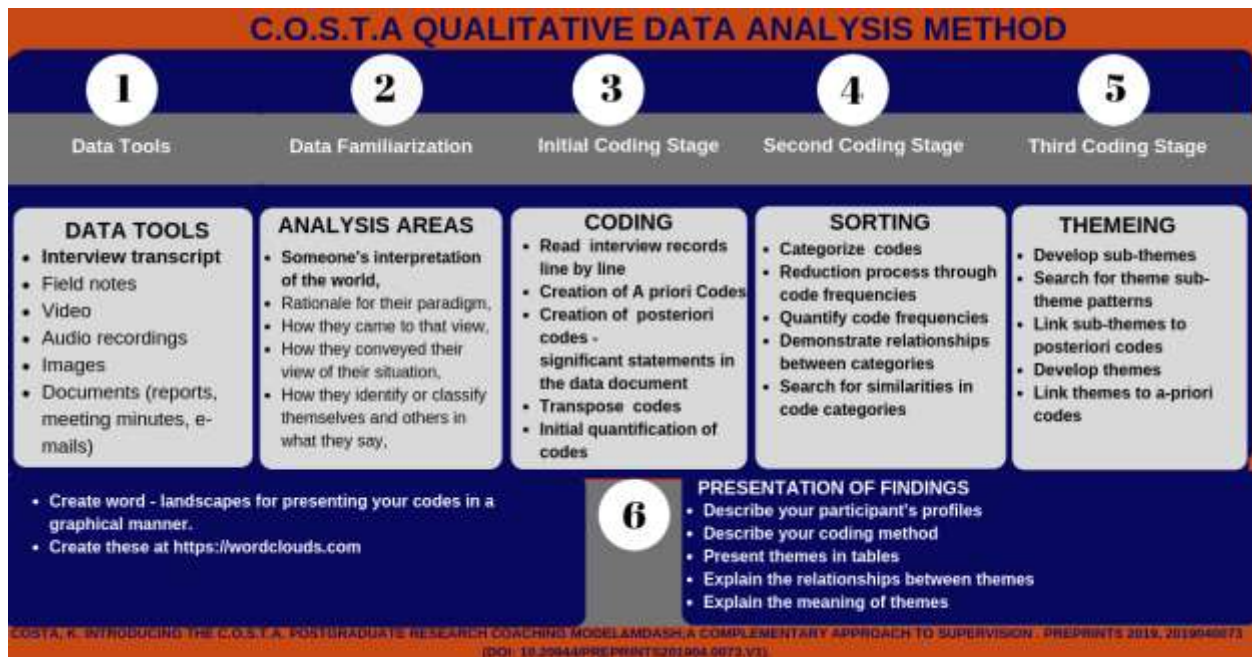 C.O.S.T.A QUALITATIVE DATA ANALYSIS METHOD
1
Data Tools
2
Data Familiarization
3
Initial Coding Stage
4
Second Coding Stage
5
Third Coding Stage
DATA TOOLS
• Interview transcript
• Field notes
• Video
• Audio recordings
• Images
• Documents (reports,
meeting minutes, e-
mails)
ANALYSIS AREAS
• Someone's interpretation
of the world,
• Rationale for their paradigm,
• How they came to that view,
• How they conveyed their
view of their situation,
• How they identify or classify
themselves and others in
what they say,
CODING
• Read interview records
line by line
• Creation of A priori Codes
• Creation of posteriori
codes -
significant statements in
the data document
• Transpose codes
• Initial quantification of
codes
SORTING
• Categorize codes
• Reduction process through
code frequencies
• Quantify code frequencies
• Demonstrate relationships
between categories
• Search for similarities in
code categories
THEMEING
• Develop sub-themes
• Search for theme sub-
theme patterns
• Link sub-themes to
posteriori codes
• Develop themes
• Link themes to a-priori
codes
• Create word - landscapes for presenting your codes in a
graphical manner.
• Create these at https://wordclouds.com
6
PRESENTATION OF FINDINGS
• Describe your participant's profiles
• Describe your coding method
• Present themes in tables
• Explain the relationships between themes
• Explain the meaning of themes
COSTA, K. INTRODUCING THE C.O.S.T.A. POSTGRADUATE RESEARCH COACHING MODEL&MDASH;A COMPLEMENTARY APPROACH TO SUPERVISION . PREPRINTS 2019, 2019040073
(DOI: 10.20944/PREPRINTS201904.0073.V1).